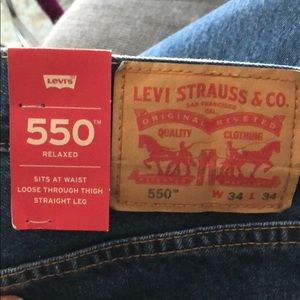 Levi's
550™
RELAXED
SITS AT WAIST
LOOSE THROUGH THIGH
STRAIGHT LEG
LEVI STRAUSS & CO.
SAN FRANCISCO
CAL.
ORIGINAL RIVETED
QUALITY CLOTHING
550™ W 34 L 34